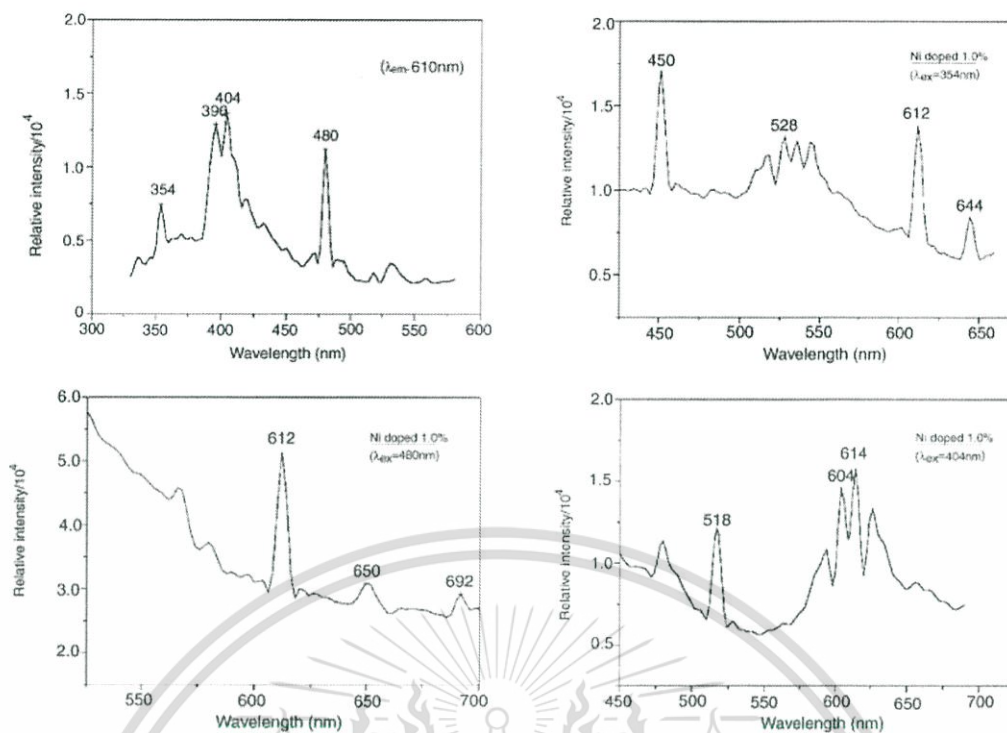 2.0
1.5
1.0
0.5
0
Relative intensity/10⁴
(λem-610nm)
354
396
404
480
300 350 400 450 500 550 600
Wavelength (nm)
2.0
1.5
1.0
0.5
Relative intensity/10⁴
Ni doped 1.0%
(λex=354nm)
450
528
612
644
450 500 550 600 650
Wavelength (nm)
6.0
5.0
4.0
3.0
2.0
Relative intensity/10⁴
Ni doped 1.0%
(λex=480nm)
612
650
692
550 600 650 700
Wavelength (nm)
2.0
1.5
1.0
0.5
Relative intensity/10⁴
Ni doped 1.0%
(λex=404nm)
518
604
614
450 500 550 600 650 700
Wavelength (nm)